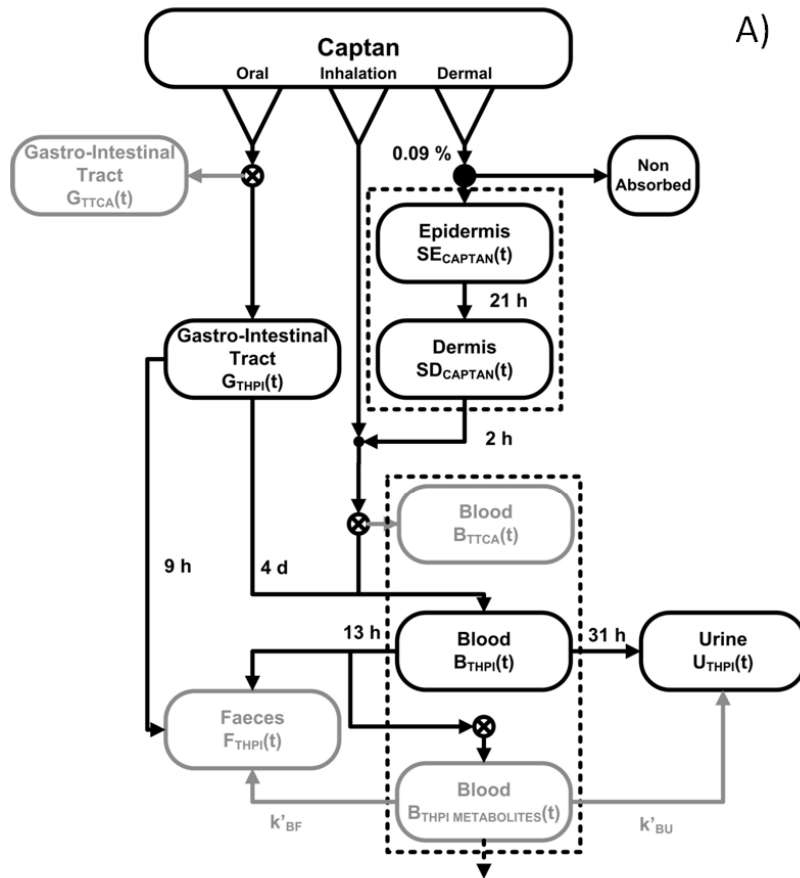 A)
Captan
Oral Inhalation Dermal
Gastro-Intestinal
Tract
GTTCA(t)
0.09 %
Non
Absorbed
Epidermis
SECAPTAN(t)
21 h
Gastro-Intestinal
Tract
GTHPI(t)
Dermis
SDCAPTAN(t)
2 h
Blood
BTTCA(t)
9 h
4 d
13 h
Blood
BTHPI(t)
31 h
Urine
UTHPI(t)
Faeces
FTHPI(t)
Blood
BTHPI METABOLITES(t)
k'BF
k'BU